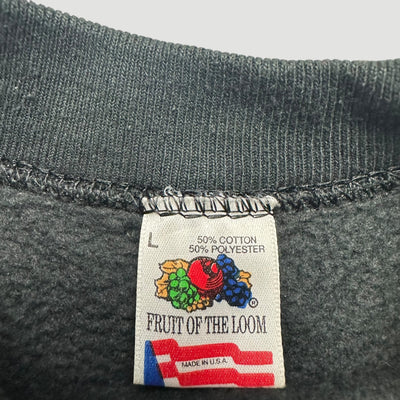 L
50% COTTON
50% POLYESTER
®
FRUIT OF THE LOOM
MADE IN U.S.A.